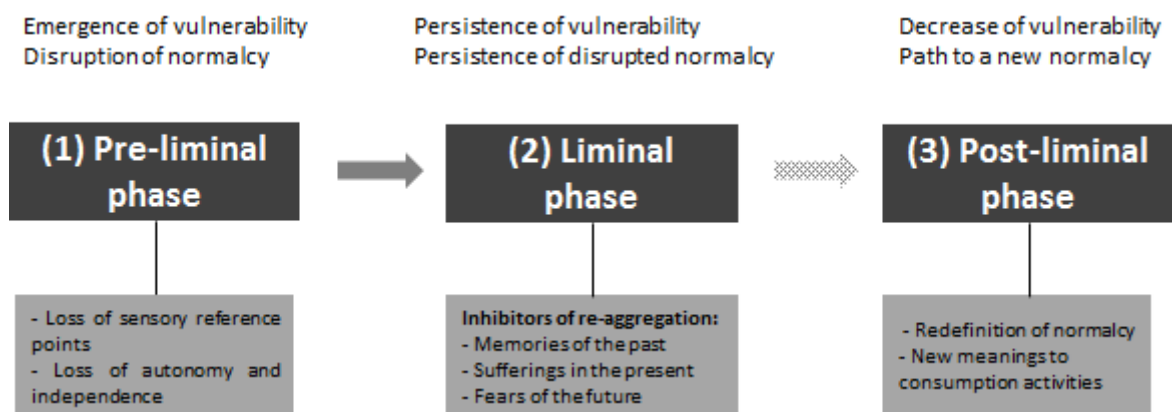 Emergence of vulnerability
Disruption of normalcy
Persistence of vulnerability
Persistence of disrupted normalcy
Decrease of vulnerability
Path to a new normalcy
(1) Pre-liminal
phase
(2) Liminal
phase
(3) Post-liminal
phase
- Loss of sensory reference
points
- Loss of autonomy and
independence
Inhibitors of re-aggregation:
- Memories of the past
- Sufferings in the present
- Fears of the future
- Redefinition of normalcy
- New meanings to
consumption activities